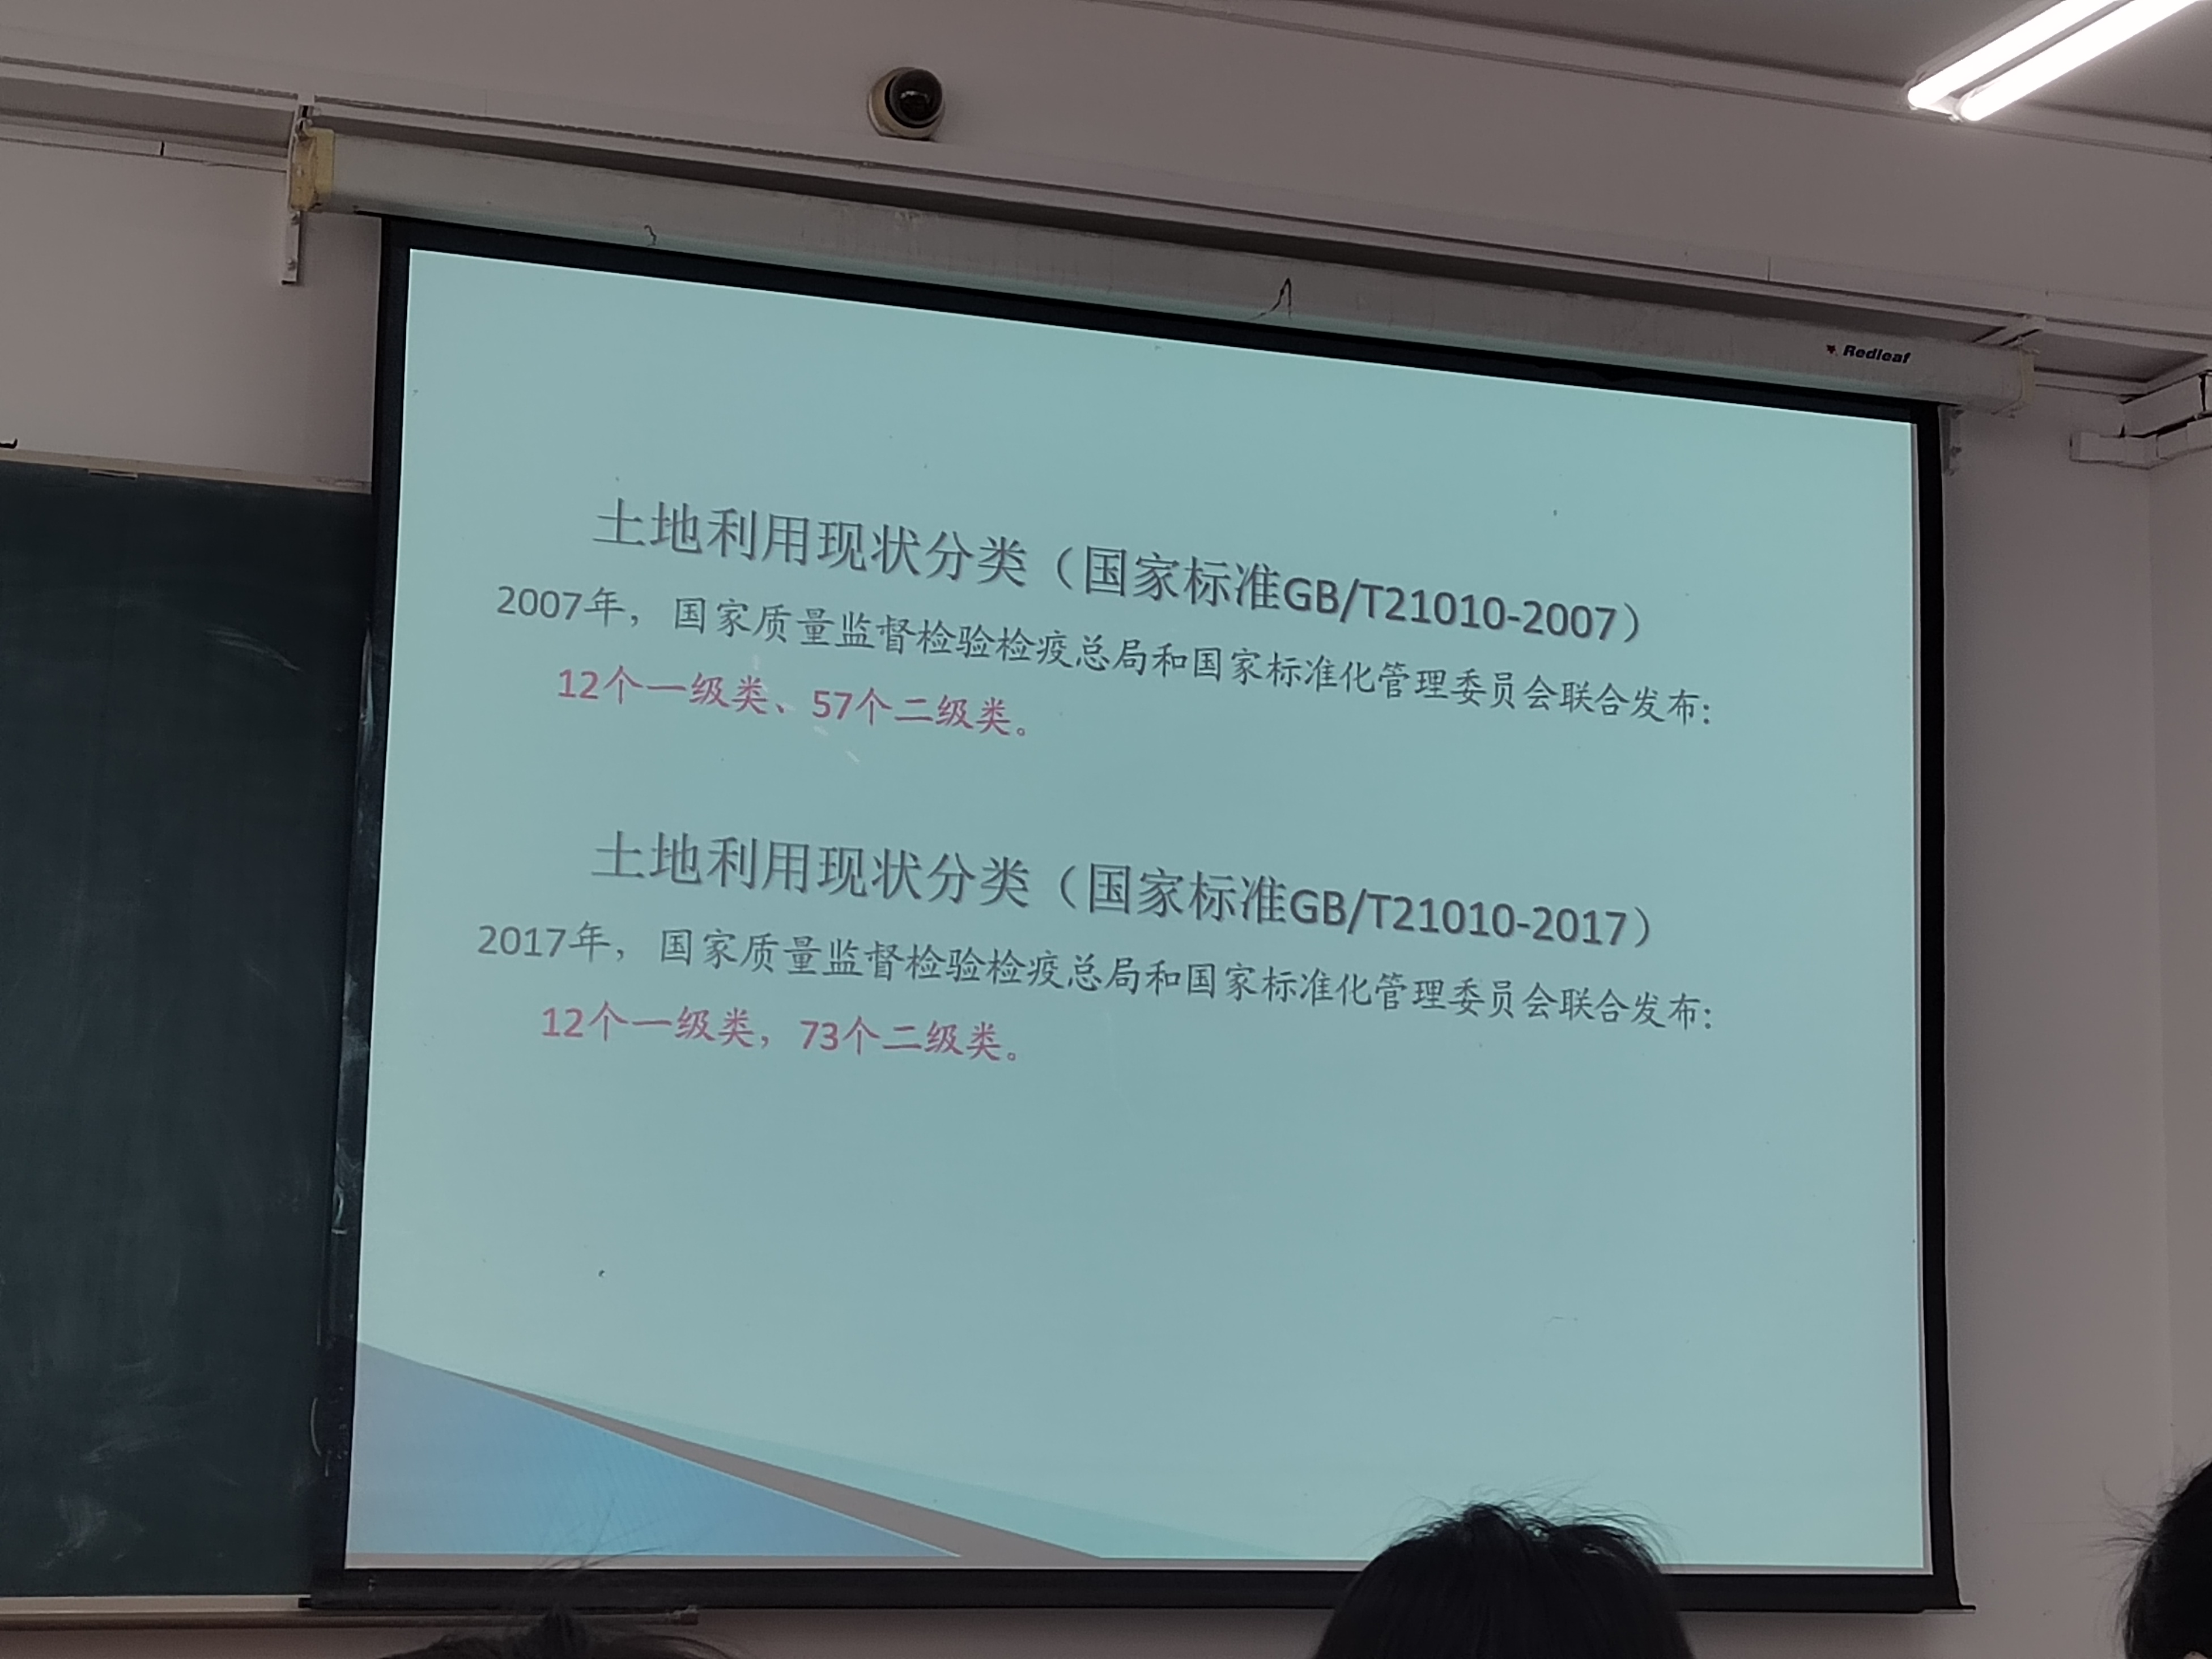 Redleaf
土地利用现状分类（国家标准GB/T21010-2007）
2007年，国家质量监督检验检疫总局和国家标准化管理委员会联合发布：
12个一级类、57个二级类。
土地利用现状分类（国家标准GB/T21010-2017）
2017年，国家质量监督检验检疫总局和国家标准化管理委员会联合发布：
12个一级类，73个二级类。